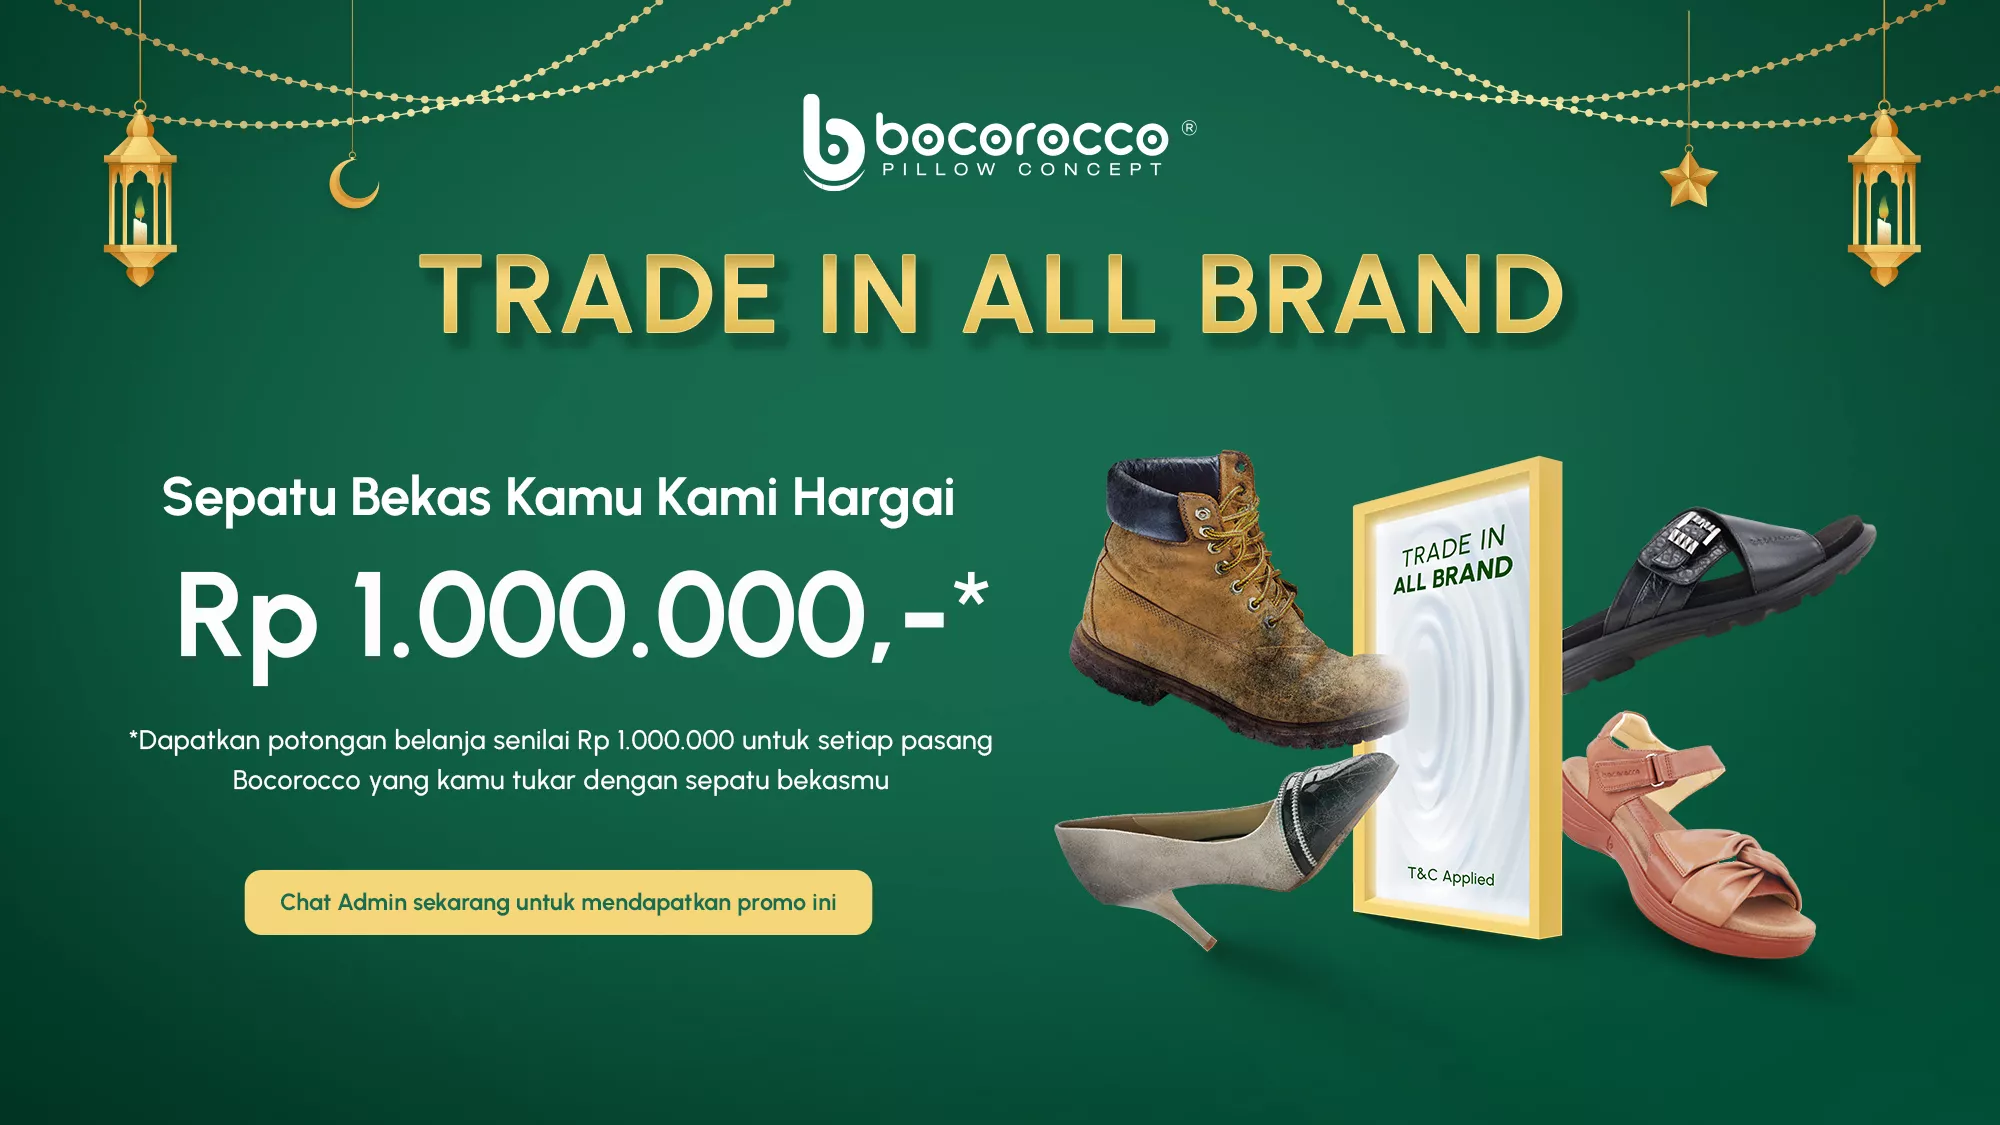 bocorocco ®
PILLOW CONCEPT
TRADE IN ALL BRAND
Sepatu Bekas Kamu Kami Hargai
Rp 1.000.000,-*
*Dapatkan potongan belanja senilai Rp 1.000.000 untuk setiap pasang
Bocorocco yang kamu tukar dengan sepatu bekasmu
Chat Admin sekarang untuk mendapatkan promo ini
TRADE IN
ALL BRAND
T&C Applied
bocorocco